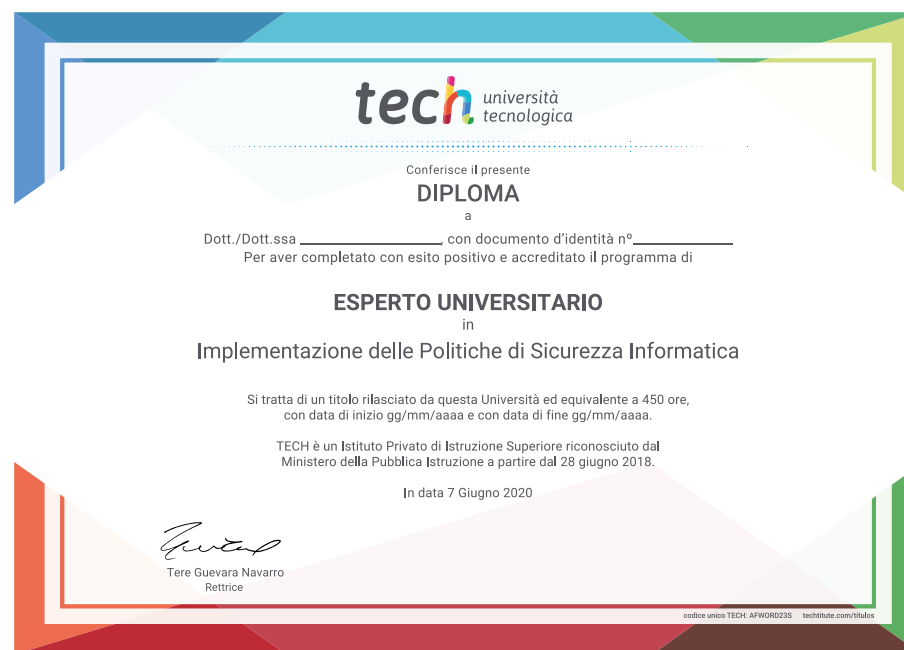 tech università
tecnologica
Conferisce il presente
DIPLOMA
a
Dott./Dott.ssa ____________________, con documento d'identità nº______________
Per aver completato con esito positivo e accreditato il programma di
ESPERTO UNIVERSITARIO
in
Implementazione delle Politiche di Sicurezza Informatica
Si tratta di un titolo rilasciato da questa Università ed equivalente a 450 ore,
con data di inizio gg/mm/aaaa e con data di fine gg/mm/aaaa.
TECH è un Istituto Privato di Istruzione Superiore riconosciuto dal
Ministero della Pubblica Istruzione a partire dal 28 giugno 2018.
In data 7 Giugno 2020
Tere Guevara Navarro
Rettrice
codice unico TECH: AFWORD23S techtitute.com/titulos